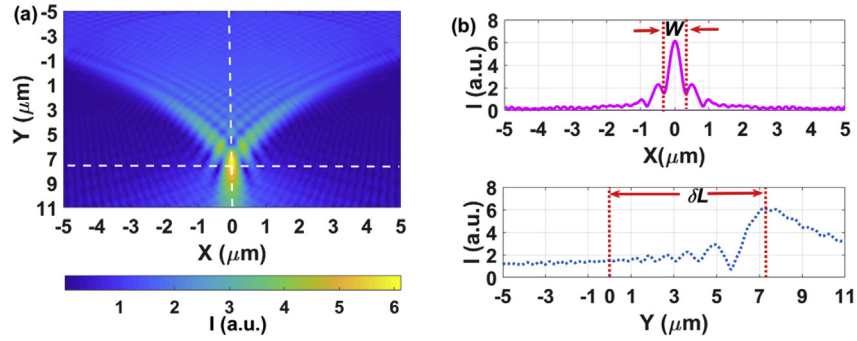 (a)
-5
-3
-1
1
3
5
7
9
11
Y (μm)
-5 -4 -3 -2 -1 0 1 2 3 4 5
X (μm)
1 2 3 4 5 6
I (a.u.)
(b)
W
8
6
4
2
0
I (a.u.)
-5 -4 -3 -2 -1 0 1 2 3 4 5
X(μm)
δL
8
6
4
2
0
I (a.u.)
-5 -3 -1 0 1 3 5 7 9 11
Y (μm)